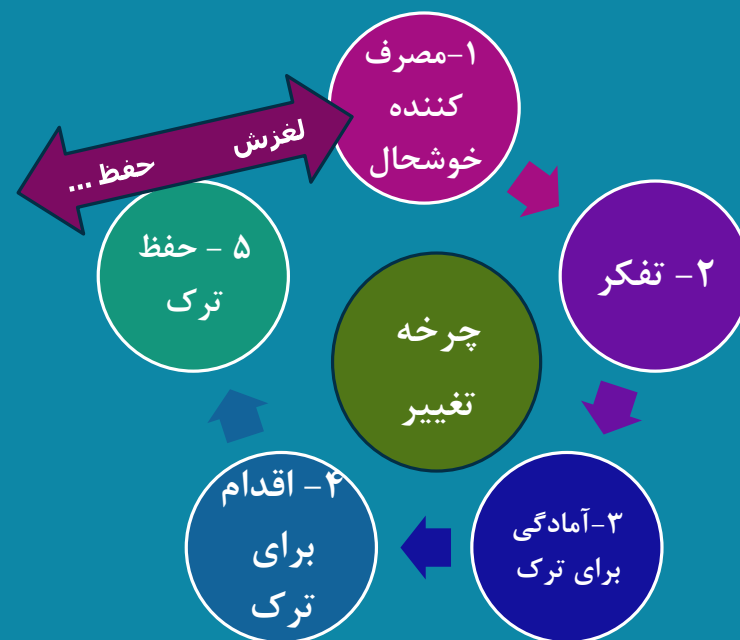 ۱-مصرف
کننده
خوشحال
لغزش
حفظ ...
۲- تفکر
۵ - حفظ
ترک
چرخه
تغییر
۳-آمادگی
برای ترک
۴- اقدام
برای
ترک